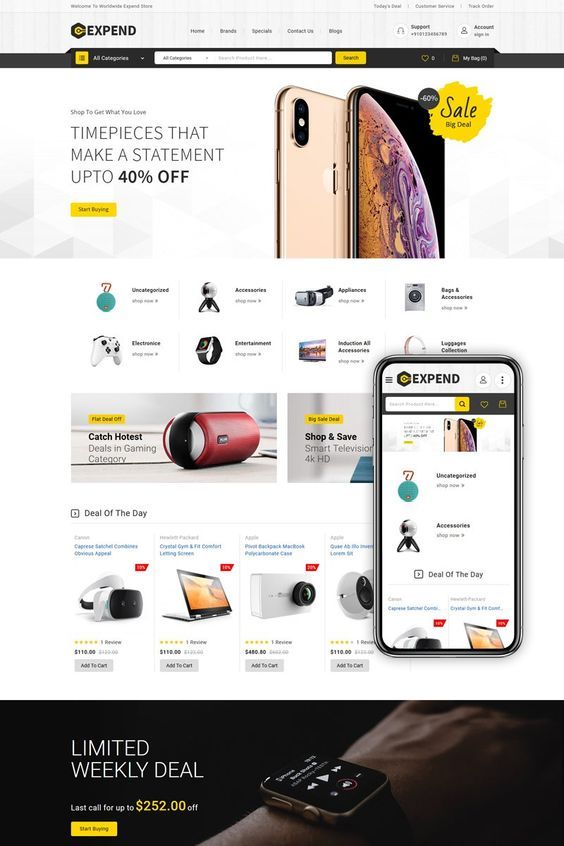 Welcome To Worldwide Expend Store
Today's Deal
Customer Service
Track Order
EXPEND
Home
Brands
Specials
Contact Us
Blogs
Support
+910123456789
Account
sign in
All Categories
All Categories
Search Product Here...
Search
0
My Bag(0)
Shop To Get What You Love
TIMEPIECES THAT
MAKE A STATEMENT
UPTO 40% OFF
Start Buying
-60%
Sale
Big Deal
Uncategorized
shop now »
Accessories
shop now »
Appliances
shop now »
Bags &
Accessories
shop now »
Electronice
shop now »
Entertainment
shop now »
Induction All
Accessories
shop now »
Luggages
Collection
Flat Deal Off
Catch Hotest
Deals in Gaming
Category
Big Sale Deal
Shop & Save
Smart Television
4k HD
Deal Of The Day
Canon
Caprese Satchel Combines
Obvious Appeal
10%
1 Review
$110.00 $122.00
Add To Cart
Hewlett-Packard
Crystal Gym & Fit Comfort
Letting Screen
10%
1 Review
$110.00 $122.00
Add To Cart
Apple
Pivot Backpack MacBook
Polycarbonate Case
20%
1 Review
$480.80 $602.00
Add To Cart
Apple
Quae Ab Illo Inven
Lorem Sit
1 Review
$110.00 $122.00
Add To Cart
EXPEND
Search Product Here...
Uncategorized
shop now »
Accessories
shop now »
Deal Of The Day
Canon
Caprese Satchel Combi...
10%
Hewlett-Packard
Crystal Gym & Fit Com...
10%
LIMITED
WEEKLY DEAL
Last call for up to $252.00 off
Start Buying